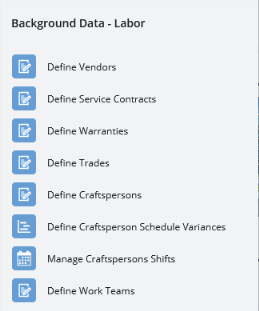 Background Data - Labor
Define Vendors
Define Service Contracts
Define Warranties
Define Trades
Define Craftspersons
Define Craftsperson Schedule Variances
Manage Craftspersons Shifts
Define Work Teams